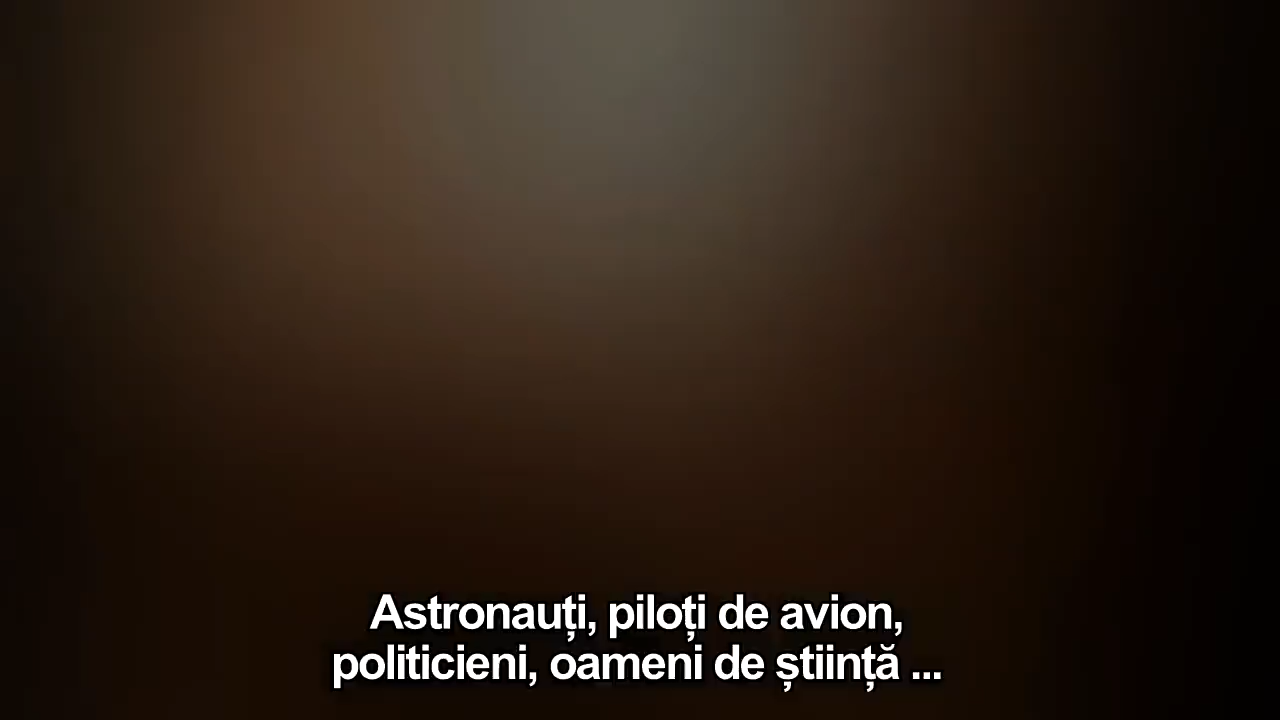 Astronauți, piloți de avion,
politicieni, oameni de știință ...